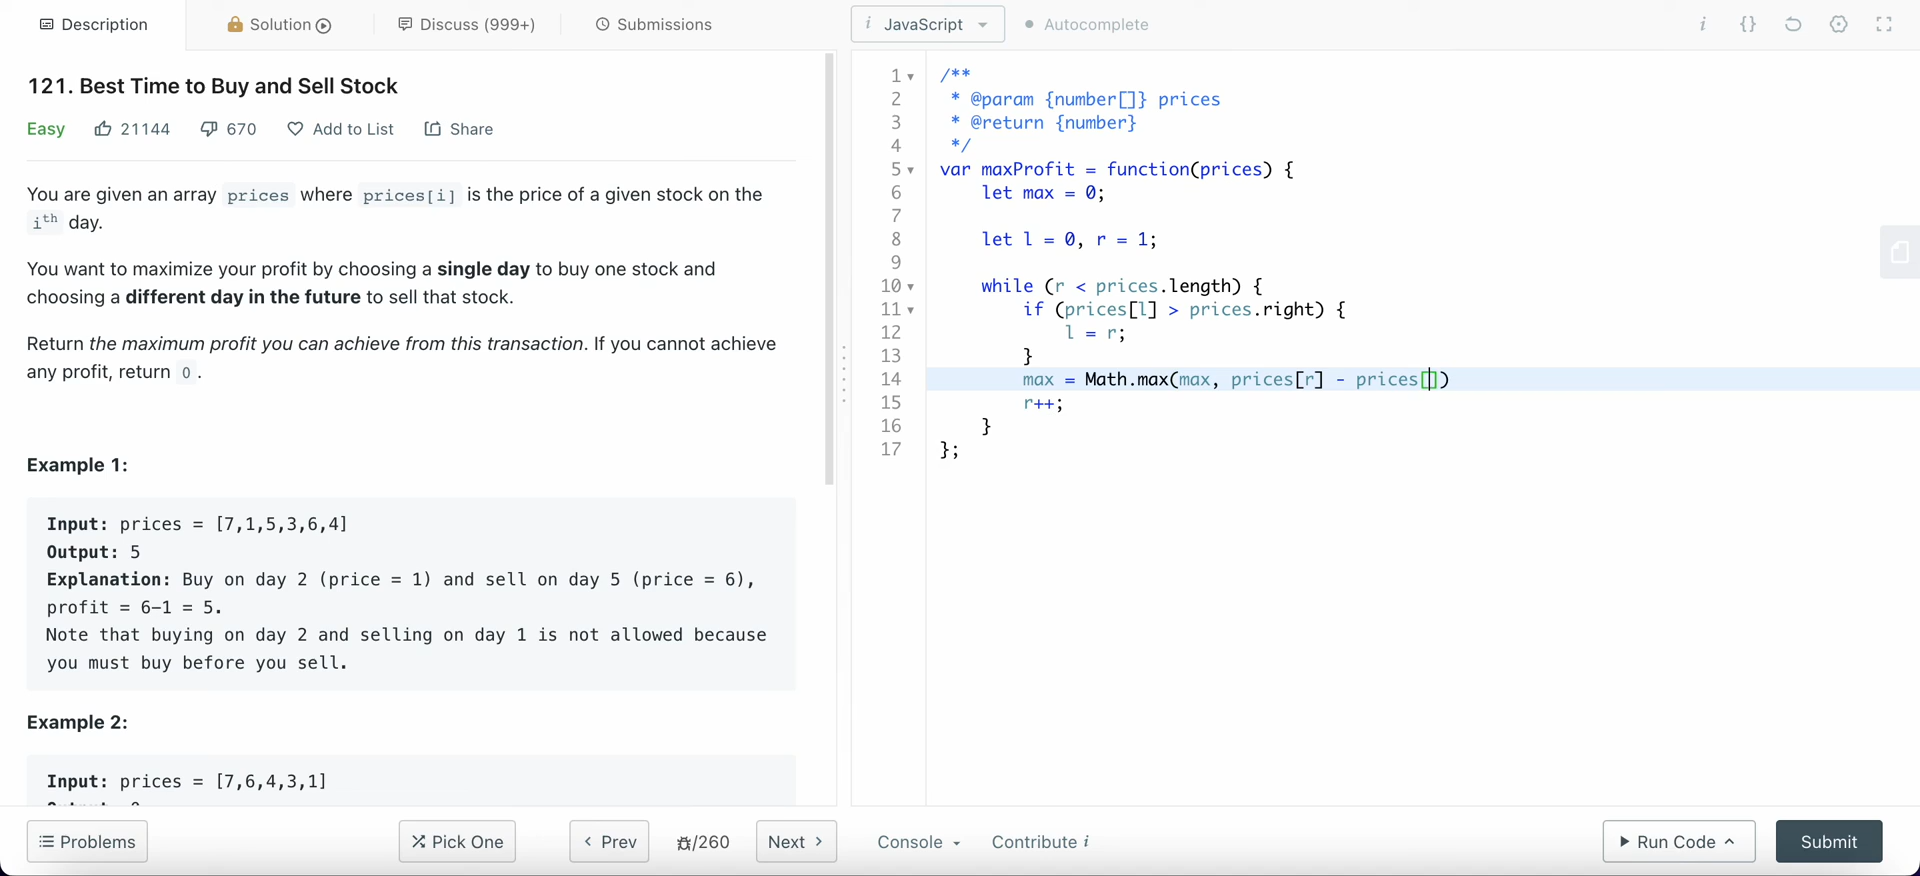 Description
Solution
Discuss (999+)
Submissions
i JavaScript
Autocomplete
i {}
121. Best Time to Buy and Sell Stock
Easy 21144 670 Add to List Share
You are given an array prices where prices[i] is the price of a given stock on the
ith day.
You want to maximize your profit by choosing a single day to buy one stock and
choosing a different day in the future to sell that stock.
Return the maximum profit you can achieve from this transaction. If you cannot achieve
any profit, return 0.
Example 1:
Input: prices = [7,1,5,3,6,4]
Output: 5
Explanation: Buy on day 2 (price = 1) and sell on day 5 (price = 6),
profit = 6-1 = 5.
Note that buying on day 2 and selling on day 1 is not allowed because
you must buy before you sell.
Example 2:
Input: prices = [7,6,4,3,1]
1 /**
2 * @param {number[]} prices
3 * @return {number}
4 */
5 var maxProfit = function(prices) {
6 let max = 0;
7
8 let l = 0, r = 1;
9
10 while (r < prices.length) {
11 if (prices[l] > prices.right) {
12 l = r;
13 }
14 max = Math.max(max, prices[r] - prices[])
15 r++;
16 }
17 };
Problems
Pick One
< Prev
/260
Next >
Console
Contribute i
Run Code
Submit